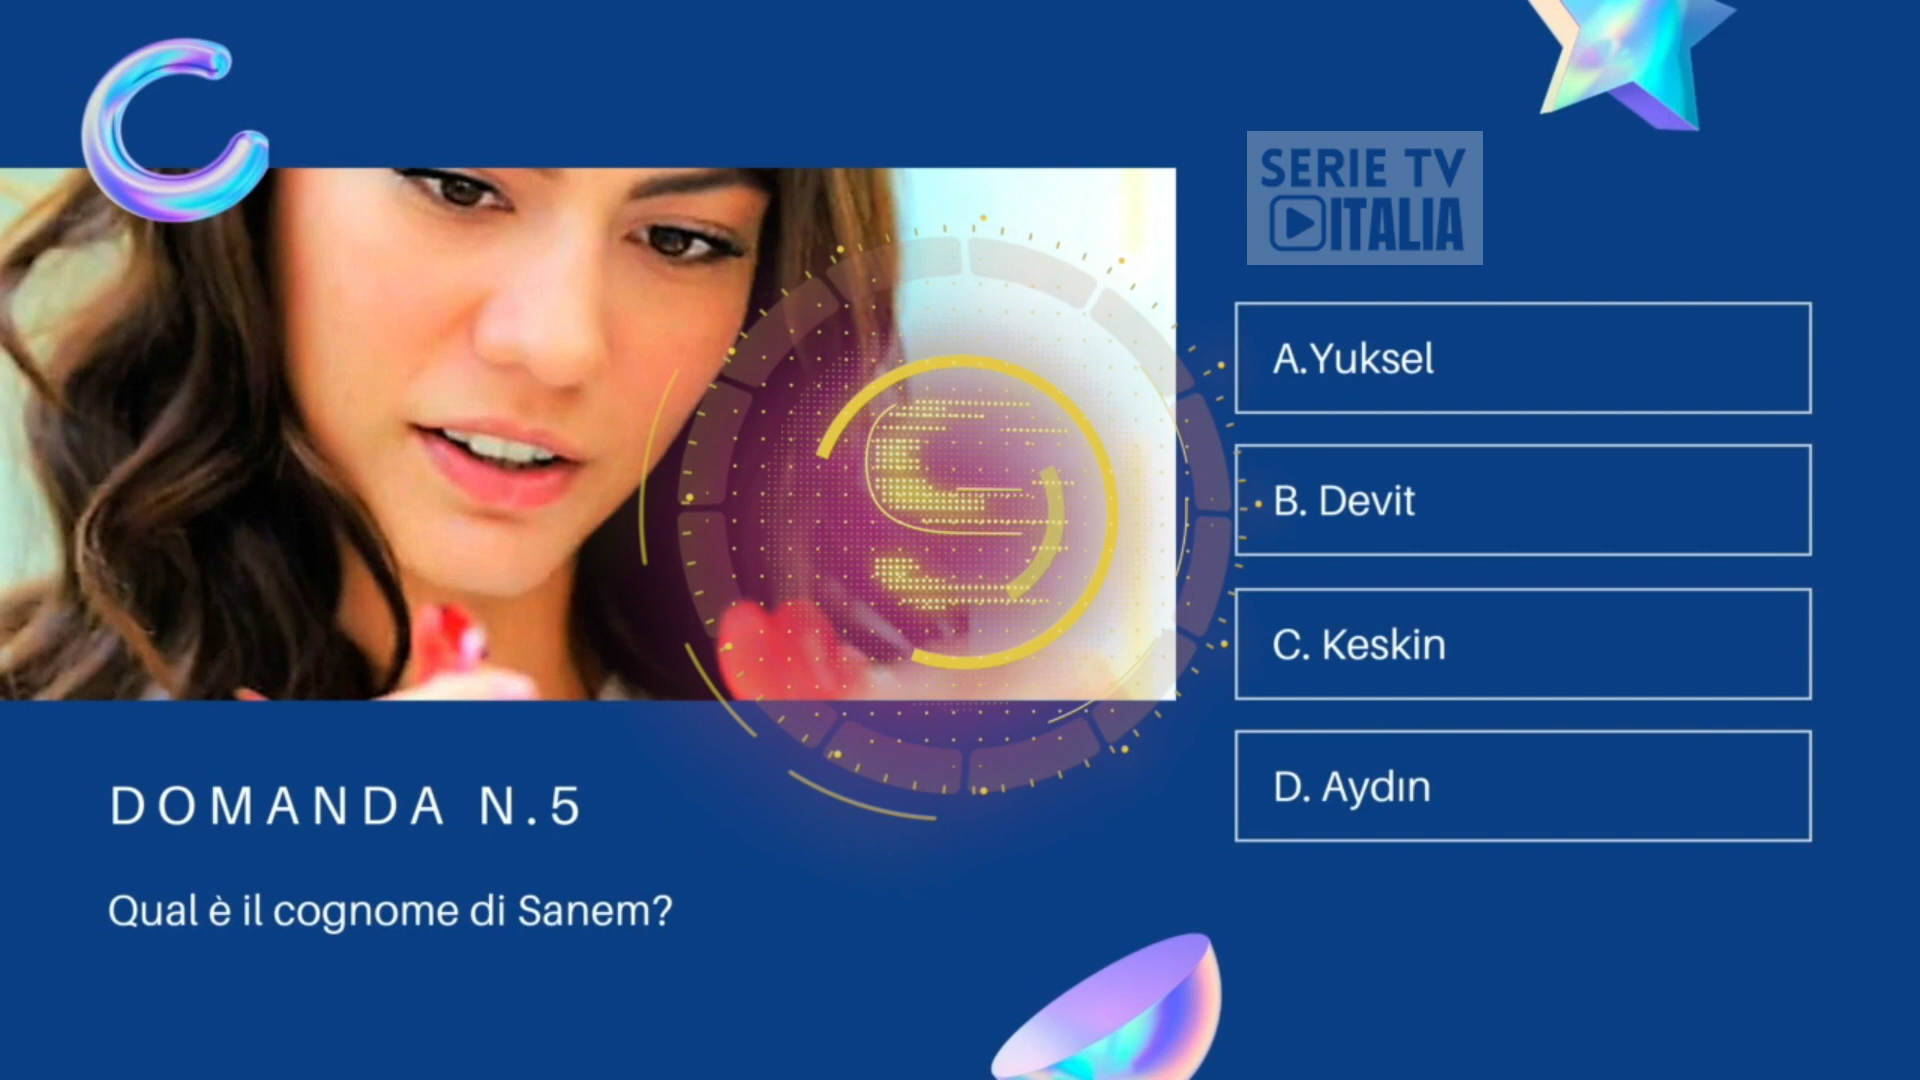 SERIE TV
ITALIA
A.Yuksel
B. Devit
C. Keskin
D. Aydın
DOMANDA N.5
Qual è il cognome di Sanem?